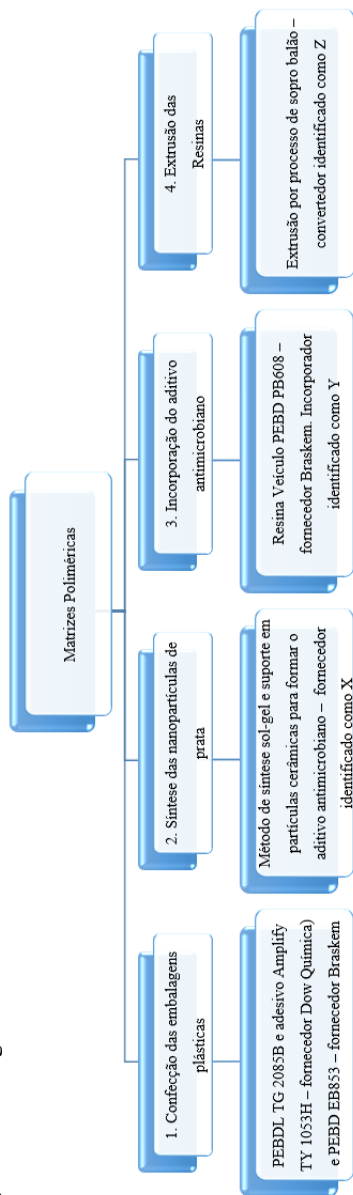 Matrizes Poliméricas
1. Confecção das embalagens
plásticas
PEBDL TG 2085B e adesivo Amplify
TY 1053H – fornecedor Dow Química)
e PEBD EB853 – fornecedor Braskem
2. Síntese das nanopartículas de
prata
Método de síntese sol-gel e suporte em
partículas cerâmicas para formar o
aditivo antimicrobiano – fornecedor
identificado como X
3. Incorporação do aditivo
antimicrobiano
Resina Veículo PEBD PB608 –
fornecedor Braskem. Incorporador
identificado como Y
4. Extrusão das
Resinas
Extrusão por processo de sopro balão –
convertedor identificado como Z